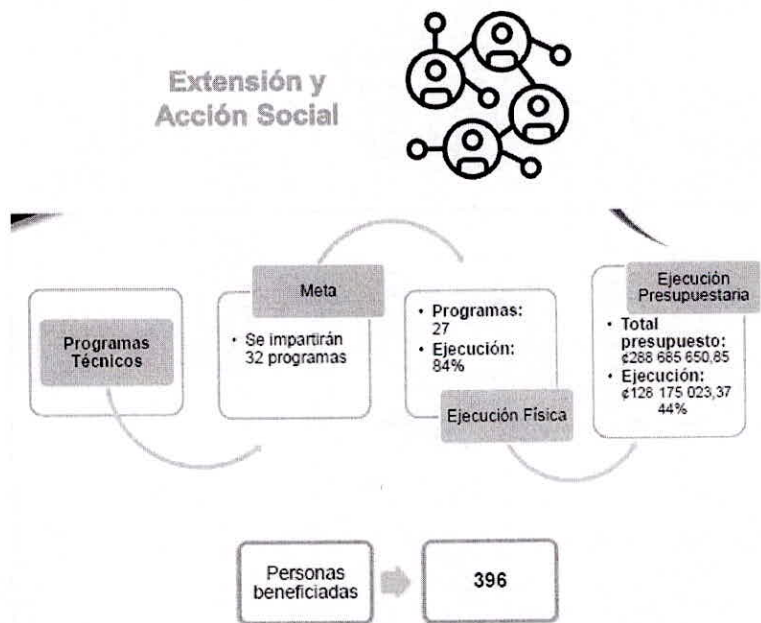 Extensión y
Acción Social
Programas
Técnicos
Meta
• Se impartirán
32 programas
• Programas:
27
• Ejecución:
84%
Ejecución Física
Ejecución
Presupuestaria
• Total
presupuesto:
¢288 685 650,85
• Ejecución:
¢126 175 023,37
44%
Personas
beneficiadas
396